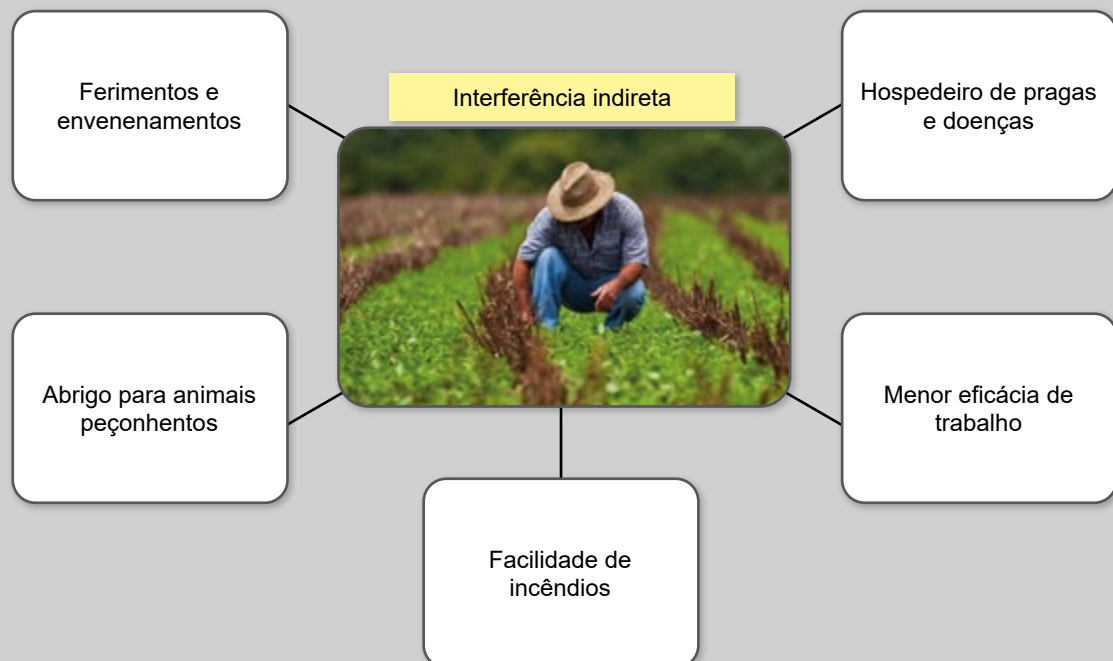 Ferimentos e
envenenamentos
Interferência indireta
Hospedeiro de pragas
e doenças
Abrigo para animais
peçonhentos
Menor eficácia de
trabalho
Facilidade de
incêndios